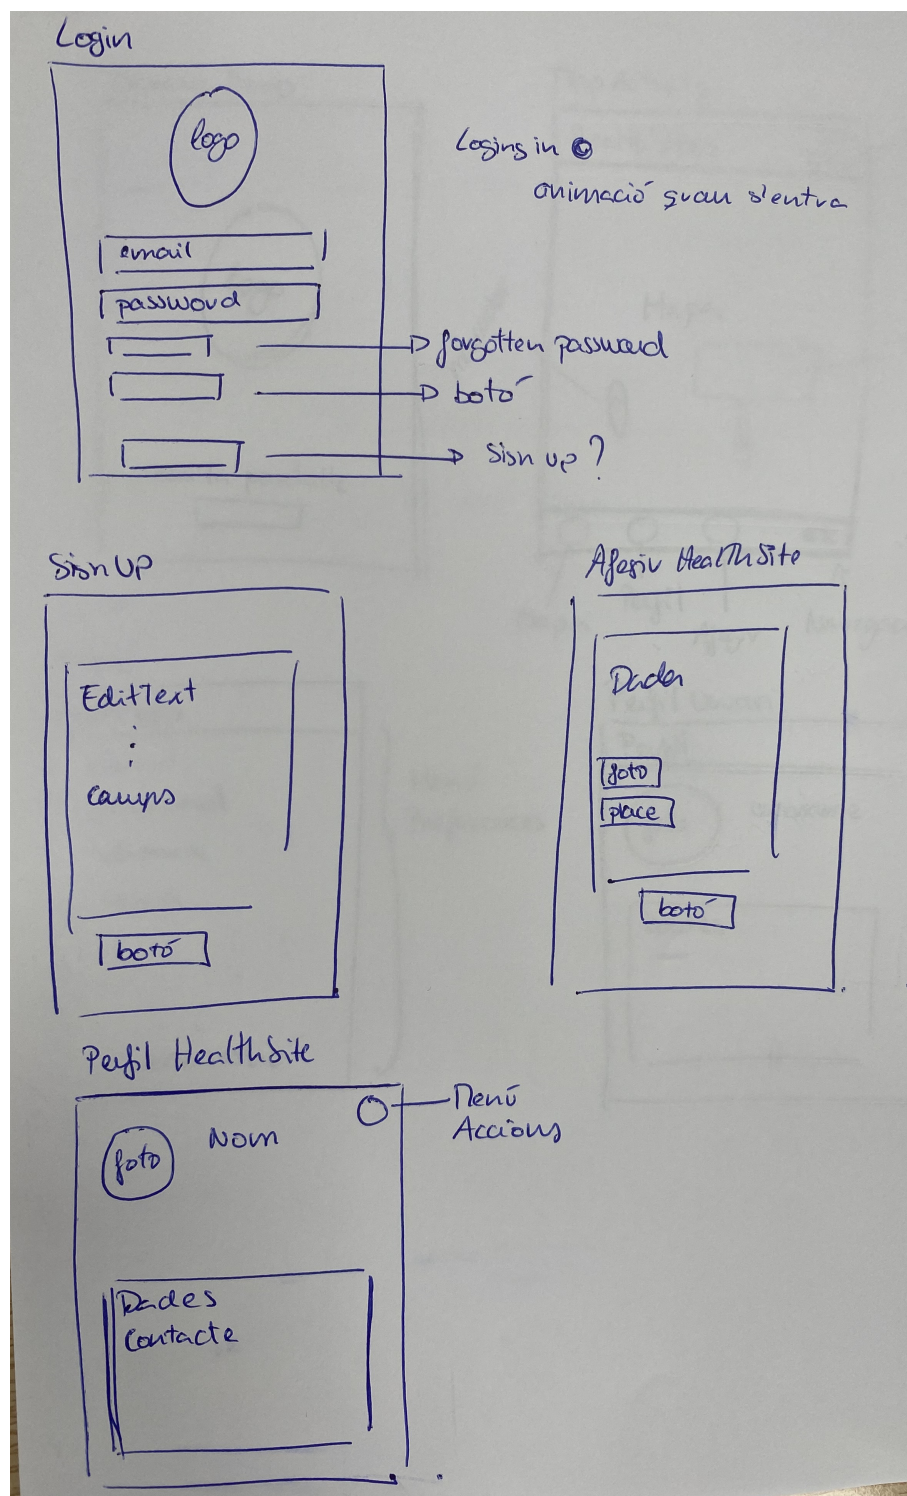 Login
logo
Loging in
animació quan s'entra
email
password
forgotten password
botó
Sign up?
Sign UP
EditText
camps
botó
Afegir HealthSite
Dades
foto
place
botó
Perfil HealthSite
Menú
Accions
foto
Nom
Dades
Contacte